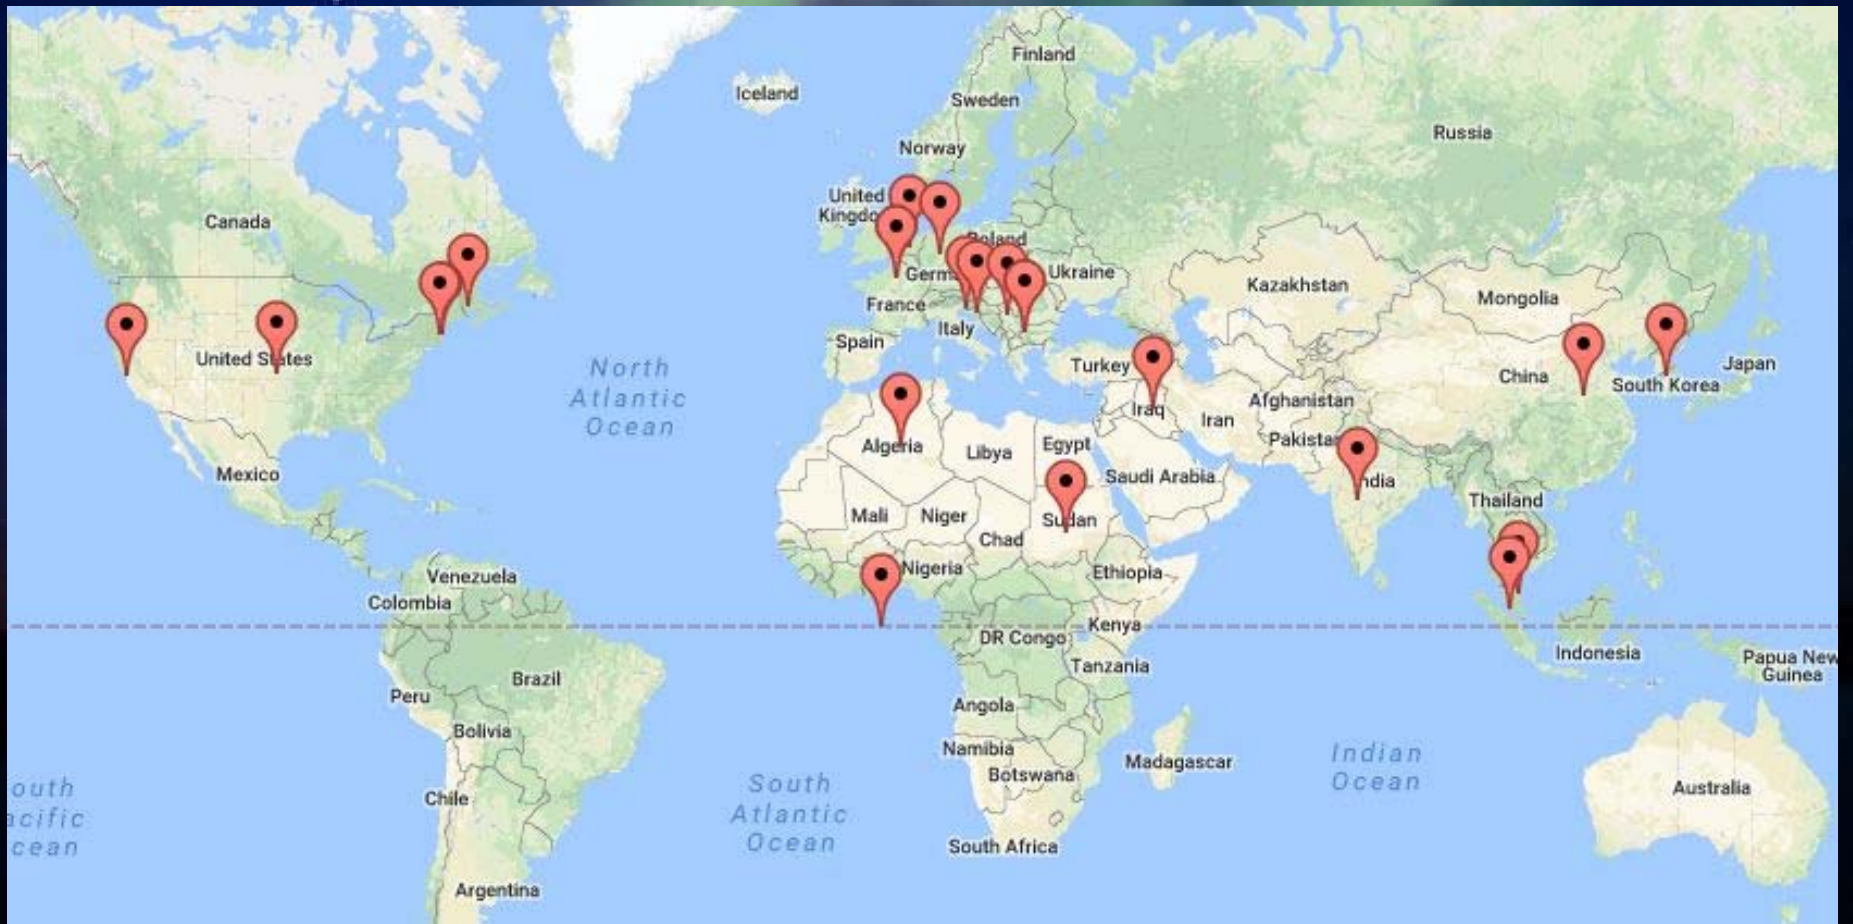 Finland
Iceland
Sweden
Russia
Norway
United
Kingdo
Canada
Poland
Germ
Ukraine
Kazakhstan
Mongolia
France
Italy
Spain
United States
North
Atlantic
Ocean
Turkey
China
Japan
South Korea
Afghanistan
Iraq
Iran
Pakistan
Algeria
Libya
Egypt
Saudi Arabia
India
Mexico
Thailand
Mali
Niger
Sudan
Chad
Nigeria
Ethiopia
Venezuela
Colombia
DR Congo
Kenya
Indonesia
Papua New
Guinea
Tanzania
Brazil
Peru
Angola
Bolivia
Namibia
Botswana
Madagascar
Indian
Ocean
outh
acific
cean
South
Atlantic
Ocean
Chile
Australia
South Africa
Argentina